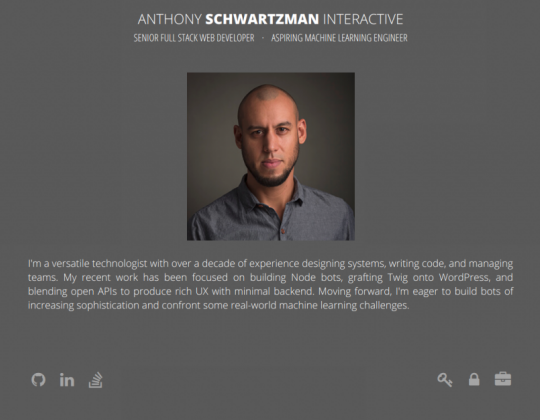 ANTHONY SCHWARTZMAN INTERACTIVE
SENIOR FULL STACK WEB DEVELOPER · ASPIRING MACHINE LEARNING ENGINEER
I'm a versatile technologist with over a decade of experience designing systems, writing code, and managing
teams. My recent work has been focused on building Node bots, grafting Twig onto WordPress, and
blending open APIs to produce rich UX with minimal backend. Moving forward, I'm eager to build bots of
increasing sophistication and confront some real-world machine learning challenges.
in